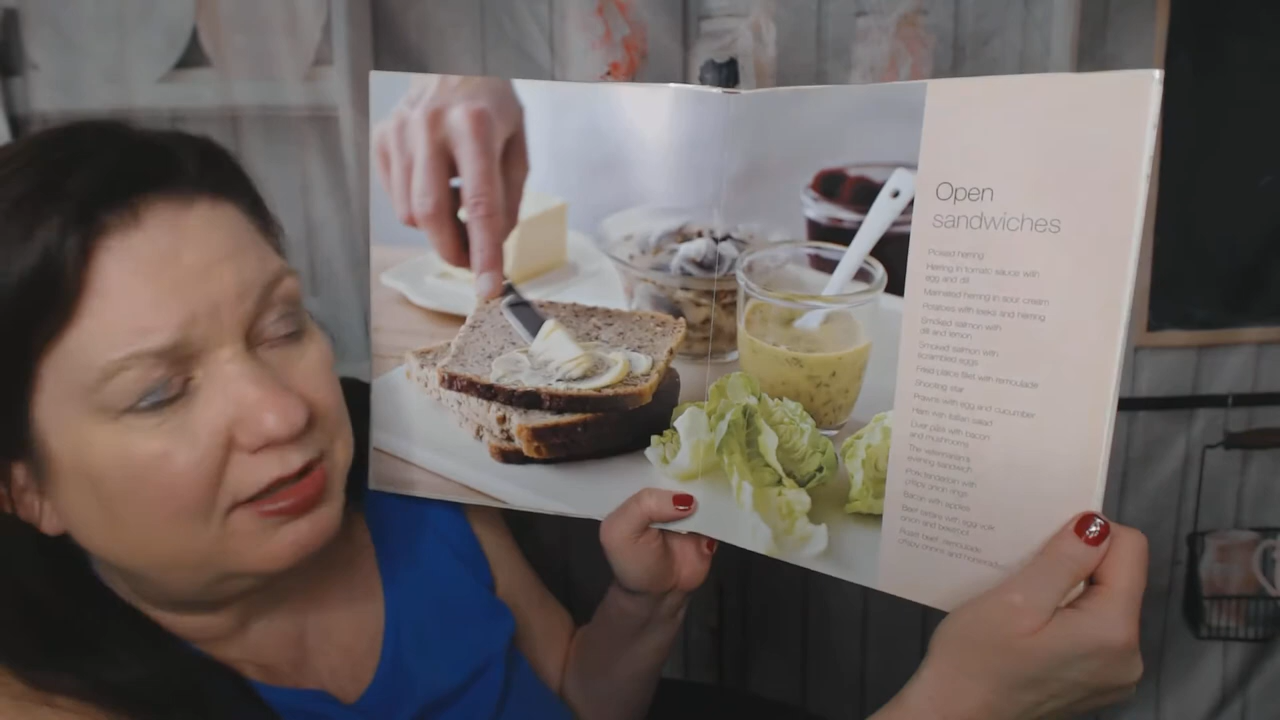 Open
sandwiches
Pickled herring
Herring in tomato sauce with
egg and dill
Marinated herring in sour cream
Potatoes with leeks and herring
Smoked salmon with
dill and lemon
Smoked salmon with
scrambled eggs
Fried plaice fillet with remoulade
Shooting star
Prawns with egg and cucumber
Ham with Italian salad
Liver pâté with bacon
and mushrooms
The veterinarian's
evening sandwich
Pork tenderloin with
crispy onion rings
Bacon with apples
Beef tartare with egg yolk
onion and beetroot
Roast beef, remoulade
crispy onions and